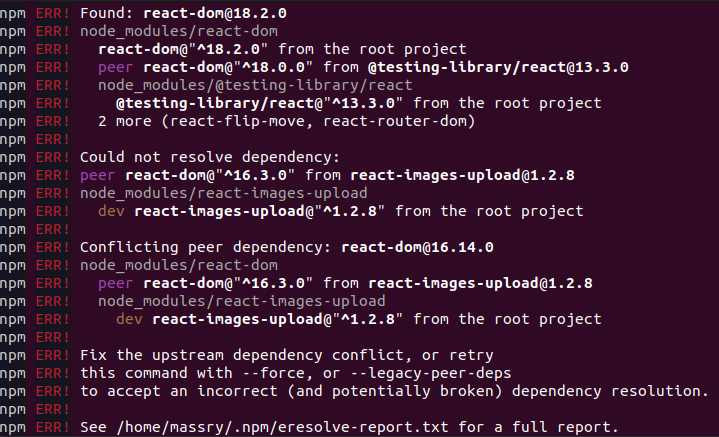 npm ERR! Found: react-dom@18.2.0
npm ERR! node_modules/react-dom
npm ERR!   react-dom@"^18.2.0" from the root project
npm ERR!   peer react-dom@"^18.0.0" from @testing-library/react@13.3.0
npm ERR!   node_modules/@testing-library/react
npm ERR!     @testing-library/react@"^13.3.0" from the root project
npm ERR!   2 more (react-flip-move, react-router-dom)
npm ERR!
npm ERR! Could not resolve dependency:
npm ERR! peer react-dom@"^16.3.0" from react-images-upload@1.2.8
npm ERR! node_modules/react-images-upload
npm ERR!   dev react-images-upload@"^1.2.8" from the root project
npm ERR!
npm ERR! Conflicting peer dependency: react-dom@16.14.0
npm ERR! node_modules/react-dom
npm ERR!   peer react-dom@"^16.3.0" from react-images-upload@1.2.8
npm ERR!   node_modules/react-images-upload
npm ERR!     dev react-images-upload@"^1.2.8" from the root project
npm ERR!
npm ERR! Fix the upstream dependency conflict, or retry
npm ERR! this command with --force, or --legacy-peer-deps
npm ERR! to accept an incorrect (and potentially broken) dependency resolution.
npm ERR!
npm ERR! See /home/massry/.npm/eresolve-report.txt for a full report.